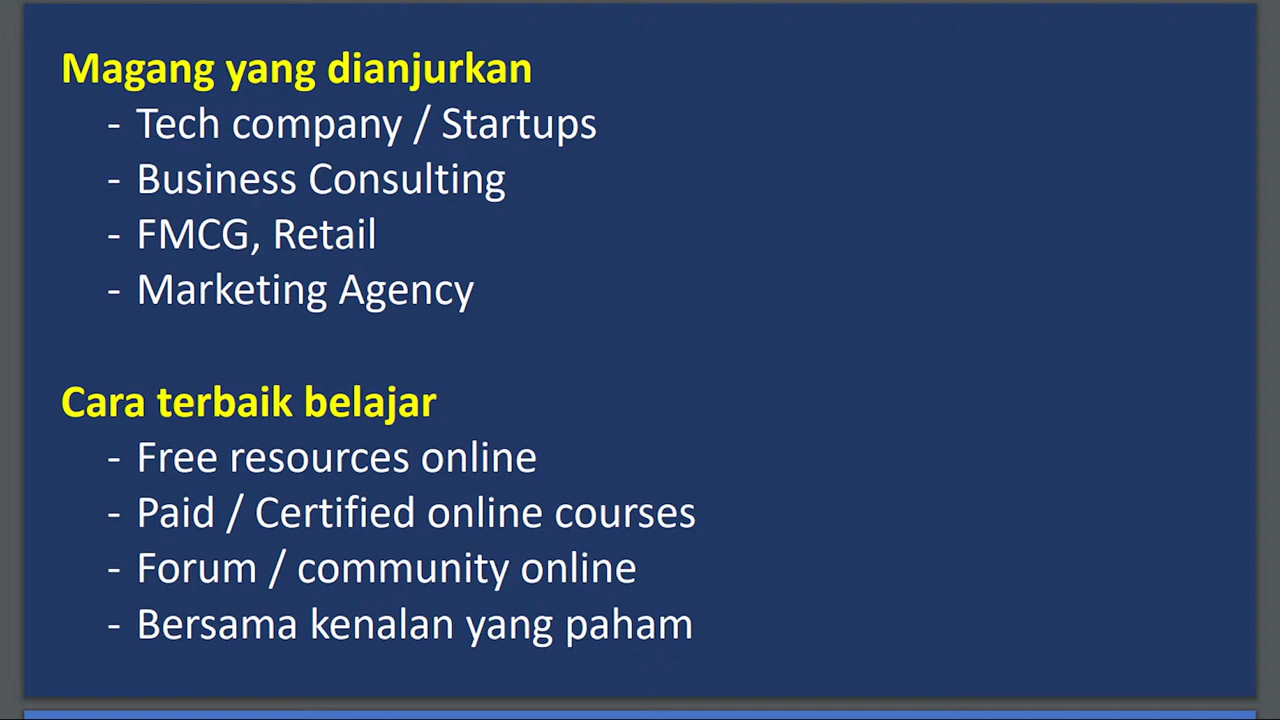 Magang yang dianjurkan
- Tech company / Startups
- Business Consulting
- FMCG, Retail
- Marketing Agency
Cara terbaik belajar
- Free resources online
- Paid / Certified online courses
- Forum / community online
- Bersama kenalan yang paham